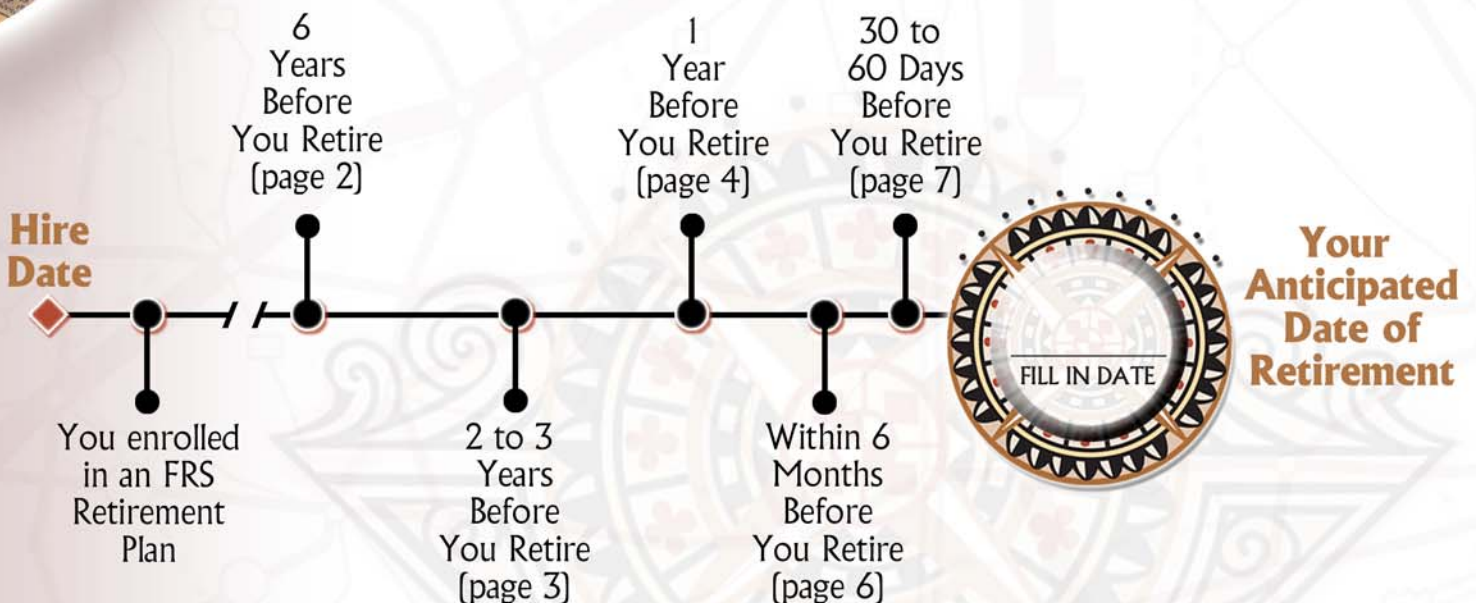 Hire
Date
You enrolled
in an FRS
Retirement
Plan
6
Years
Before
You Retire
(page 2)
2 to 3
Years
Before
You Retire
(page 3)
1
Year
Before
You Retire
(page 4)
Within 6
Months
Before
You Retire
(page 6)
30 to
60 Days
Before
You Retire
(page 7)
FILL IN DATE
Your
Anticipated
Date of
Retirement